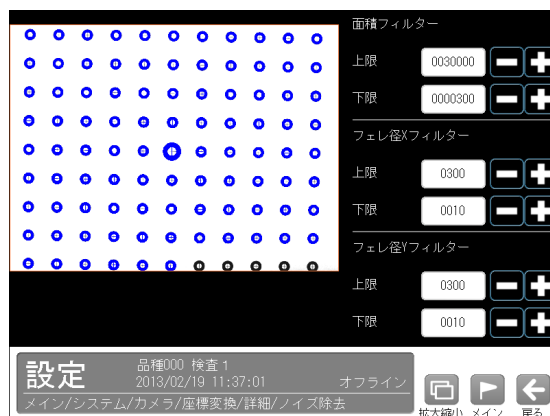 面積フィルター
上限 0030000
下限 0000300
フェレ径Xフィルター
上限 0300
下限 0010
フェレ径Yフィルター
上限 0300
下限 0010
設定
品種000 検査1
2013/02/19 11:37:01 オフライン
メイン/システム/カメラ/座標変換/詳細/ノイズ除去
拡大縮小 メイン 戻る